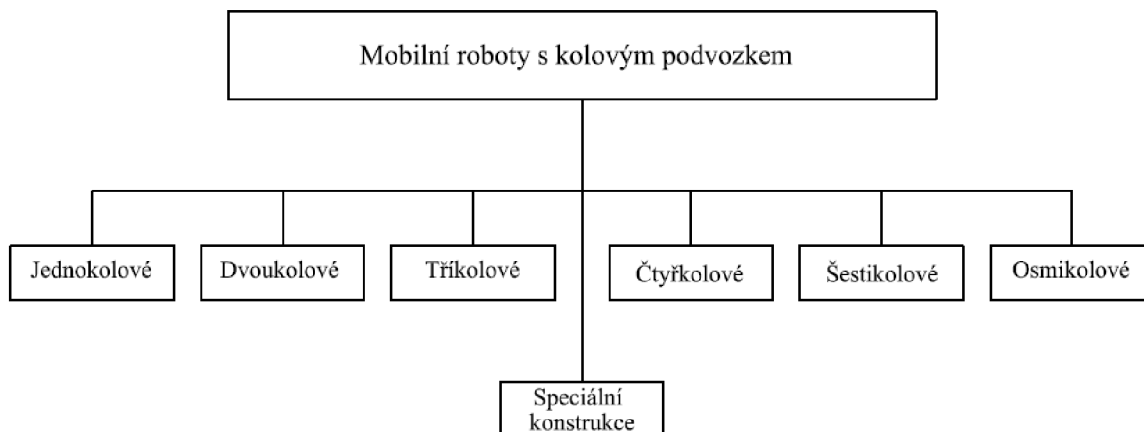 Mobilní roboty s kolovým podvozkem
Jednokolové
Dvoukolové
Tříkolové
Čtyřkolové
Šestikolové
Osmikolové
Speciální
konstrukce